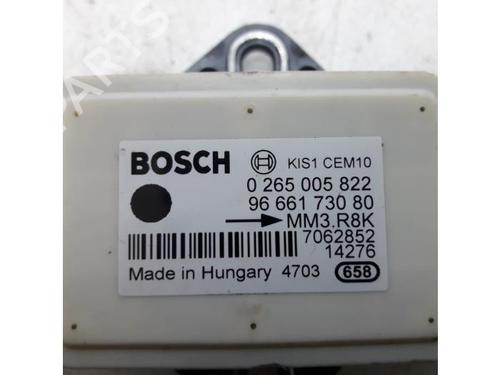 PARTS
BOSCH KIS1 CEM10
0 265 005 822
96 661 730 80
MM3.R8K
7062852
14276
Made in Hungary 4703 658